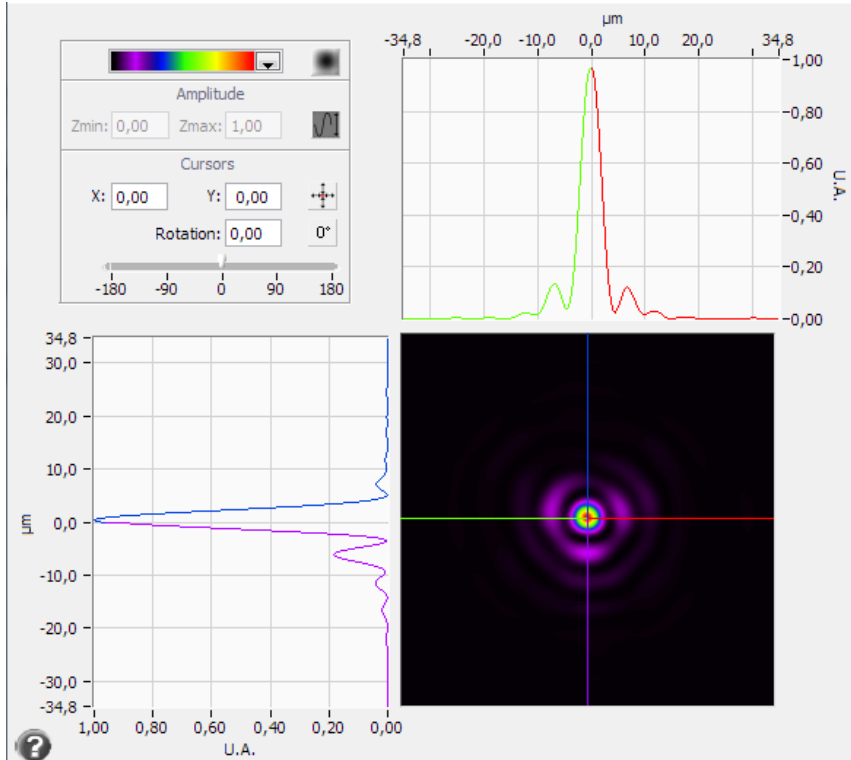 µm
-34,8 -20,0 -10,0 0,0 10,0 20,0 34,8
Amplitude
Zmin: 0,00 Zmax: 1,00
Cursors
X: 0,00 Y: 0,00
Rotation: 0,00 0°
-180 -90 0 90 180
1,00
0,80
0,60
0,40
0,20
0,00
U.A.
34,8
30,0
20,0
10,0
0,0
-10,0
-20,0
-30,0
-34,8
µm
1,00 0,80 0,60 0,40 0,20 0,00
U.A.
?